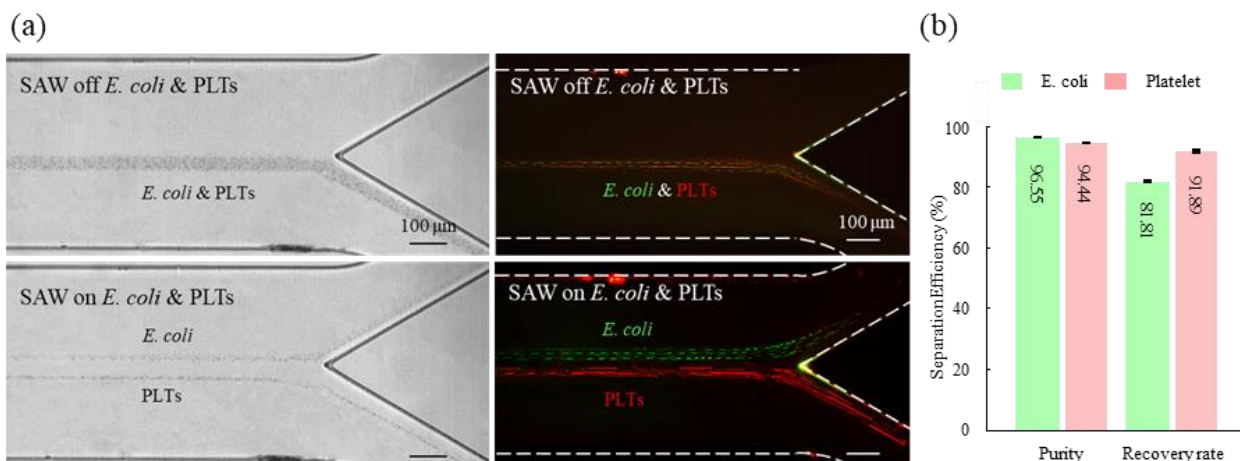 (a)
SAW off E. coli & PLTs
E. coli & PLTs
100 μm
SAW off E. coli & PLTs
E. coli & PLTs
100 μm
SAW on E. coli & PLTs
E. coli
PLTs
SAW on E. coli & PLTs
E. coli
PLTs
(b)
E. coli
Platelet
Separation Efficiency (%)
100
80
60
40
20
0
96.55
94.44
81.81
91.89
Purity
Recovery rate